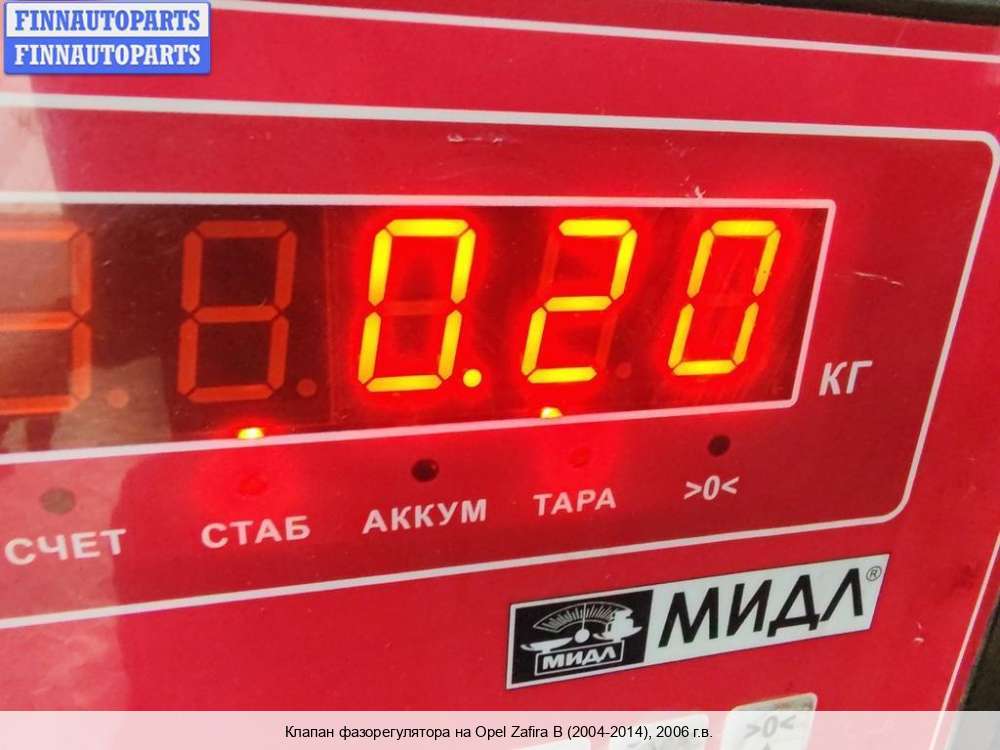 FINNAUTOPARTS
FINNAUTOPARTS
0.20
КГ
СЧЕТ СТАБ АККУМ ТАРА >0<
МИДЛ МИДЛ®
>0<
Клапан фазорегулятора на Opel Zafira B (2004-2014), 2006 г.в.